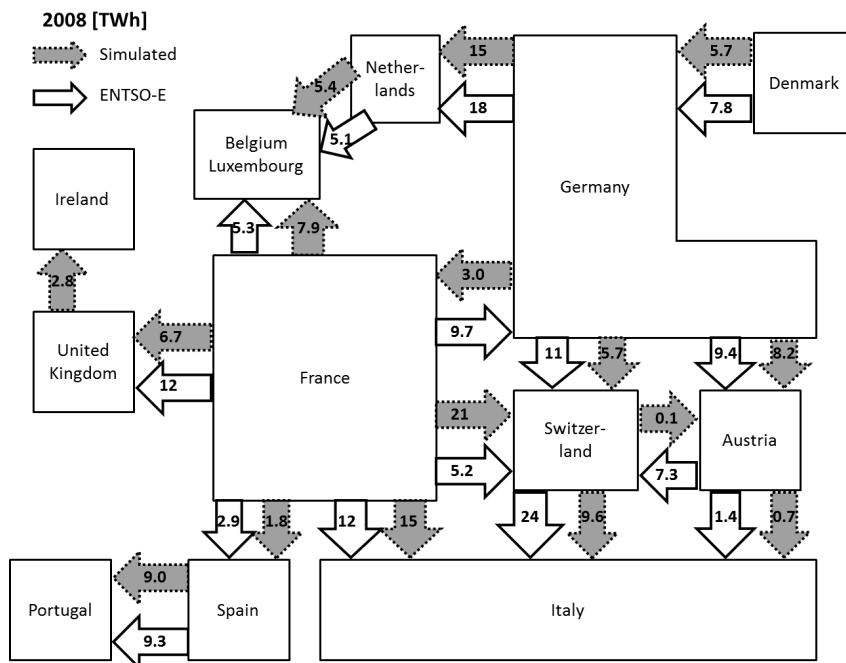 2008 [TWh]
Simulated
ENTSO-E
15
5.7
Nether-
lands
Denmark
5.4
18
7.8
5.1
Belgium
Luxembourg
Germany
Ireland
5.3
7.9
2.8
3.0
6.7
9.7
United
Kingdom
11
5.7
9.4
8.2
12
France
21
0.1
Switzer-
land
Austria
5.2
7.3
2.9
1.8
12
15
24
9.6
1.4
0.7
9.0
Portugal
Spain
Italy
9.3